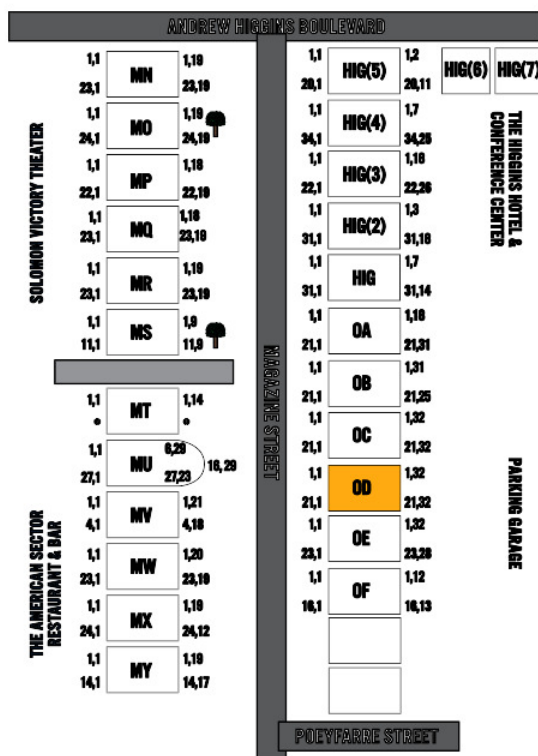 ANDREW HIGGINS BOULEVARD
1,1 MN 1,19
23,1 23,19
1,1 MO 1,19
24,1 24,19
1,1 MP 1,18
22,1 22,19
1,1 MQ 1,18
23,1 23,19
1,1 MR 1,19
23,1 23,19
1,1 MS 1,9
11,1 11,9
1,1 MT 1,14
1,1 MU 6,29
27,1 27,23 18,29
1,1 MV 1,21
4,1 4,18
1,1 MW 1,20
23,1 23,19
1,1 MX 1,19
24,1 24,12
1,1 MY 1,19
14,1 14,17
SOLOMON VICTORY THEATER
THE AMERICAN SECTOR
RESTAURANT & BAR
MAGAZINE STREET
1,1 HIG(5) 1,2
20,1 20,11
HIG(6) HIG(7)
1,1 HIG(4) 1,7
34,1 34,25
1,1 HIG(3) 1,18
22,1 22,26
1,1 HIG(2) 1,3
31,1 31,18
1,1 HIG 1,7
31,1 31,14
1,1 OA 1,18
21,1 21,31
1,1 OB 1,31
21,1 21,25
1,1 OC 1,32
21,1 21,32
1,1 OD 1,32
21,1 21,32
1,1 OE 1,32
23,1 23,28
1,1 OF 1,12
16,1 16,13
THE HIGGINS HOTEL &
CONFERENCE CENTER
PARKING GARAGE
POEYFARRE STREET